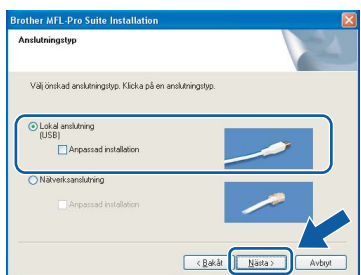 Brother MFL-Pro Suite Installation
Anslutningstyp
Välj önskad anslutningstyp. Klicka på en anslutningstyp.
Lokal anslutning
(USB)
Anpassad installation
Nätverksanslutning
Anpassad installation
< Bakåt
Nästa >
Avbryt